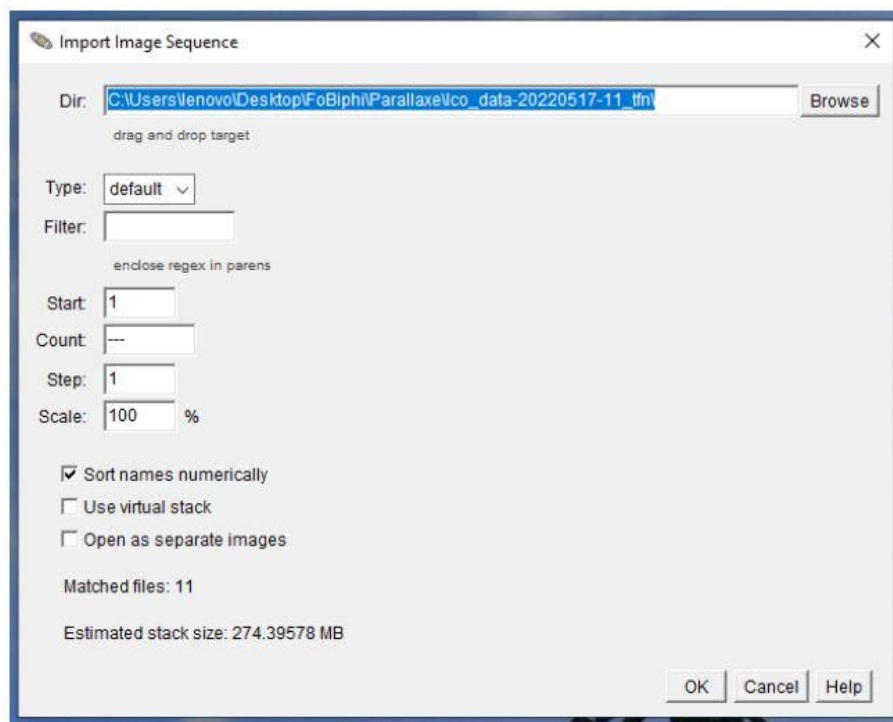 Import Image Sequence
Dir: C:\Users\lenovo\Desktop\FoBiphi\Parallaxe\lco_data-20220517-11_tfn\ Browse
drag and drop target
Type: default
Filter:
enclose regex in parens
Start: 1
Count: ---
Step: 1
Scale: 100 %
Sort names numerically
Use virtual stack
Open as separate images
Matched files: 11
Estimated stack size: 274.39578 MB
OK Cancel Help